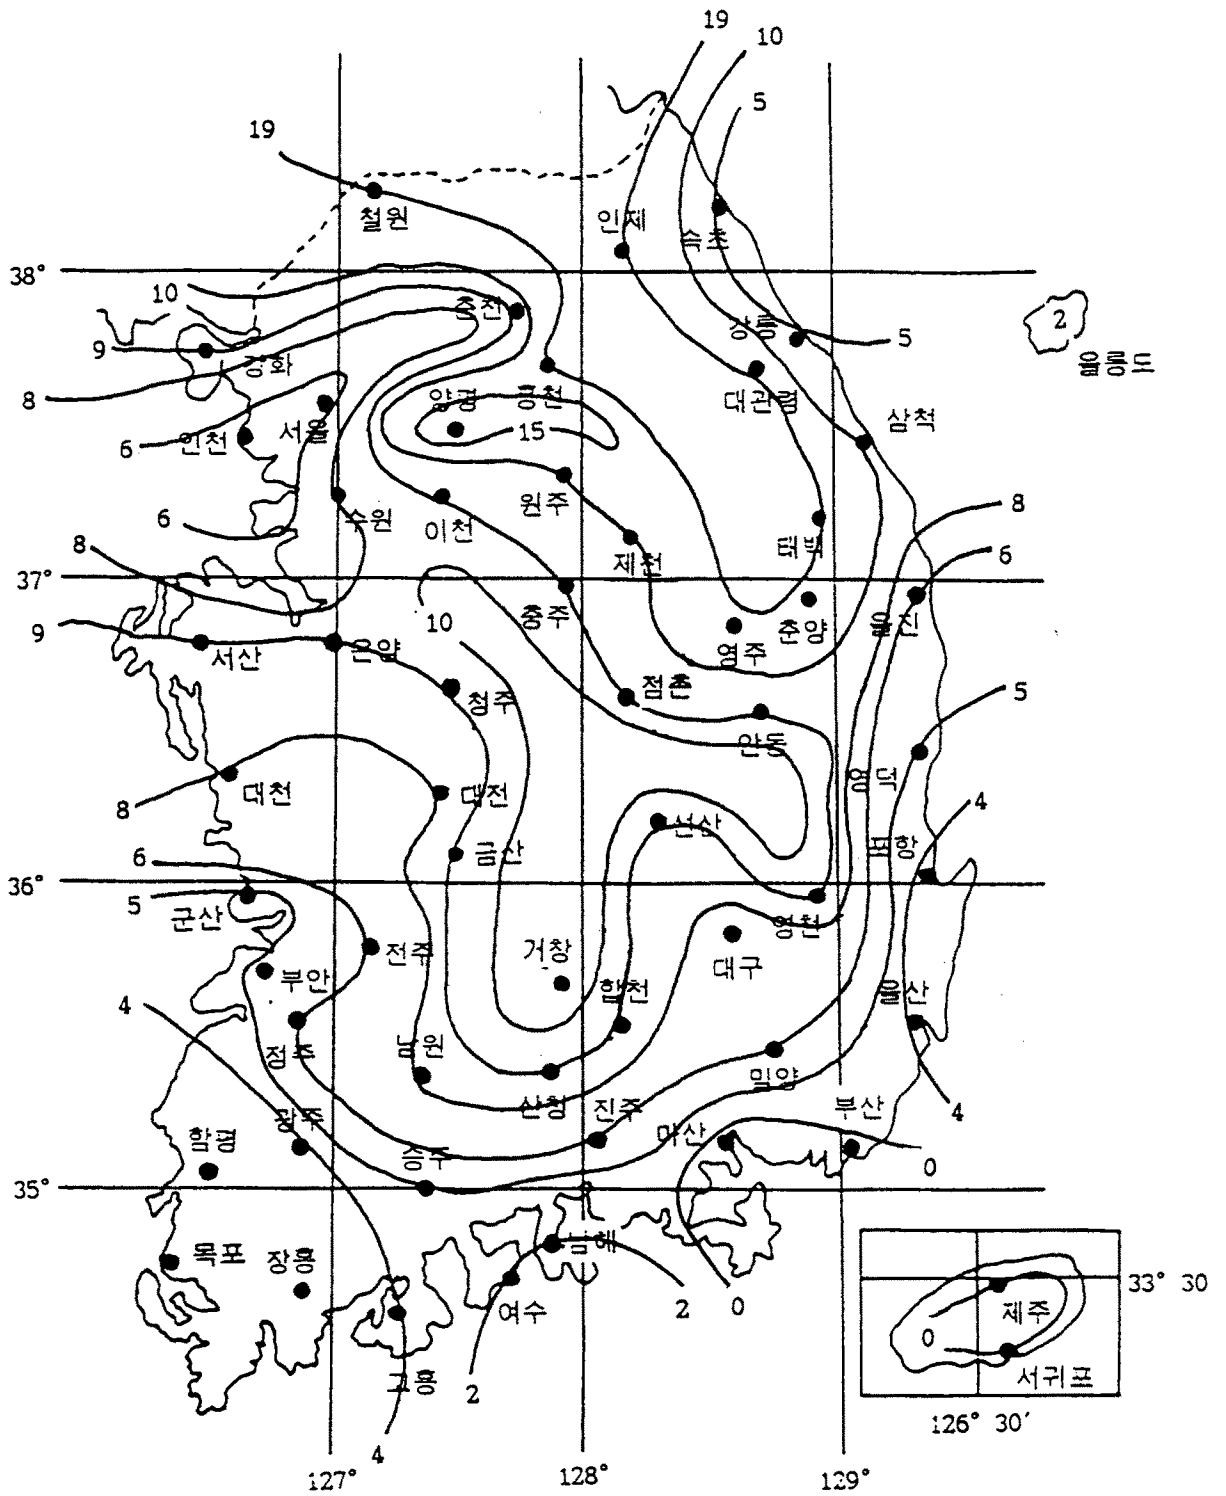 19
10
5
19
철원
인제
속초
38°
10
춘천
강릉
5
2
울릉도
9
강화
8
양평
홍천
대관령
15
삼척
6
인천
서울
원주
8
6
수원
이천
태백
제천
8
6
37°
10
충주
춘양
울진
9
서산
온양
영주
점촌
5
청주
안동
영덕
8
대천
대전
4
선산
포항
금산
6
36°
5
군산
영천
전주
거창
대구
부안
합천
울산
4
정주
남원
밀양
산청
진주
부산
4
광주
마산
함평
승주
0
35°
목포
장흥
남해
33° 30
여수
2
0
제주
0
고흥
2
서귀포
126° 30′
4
127°
128°
129°